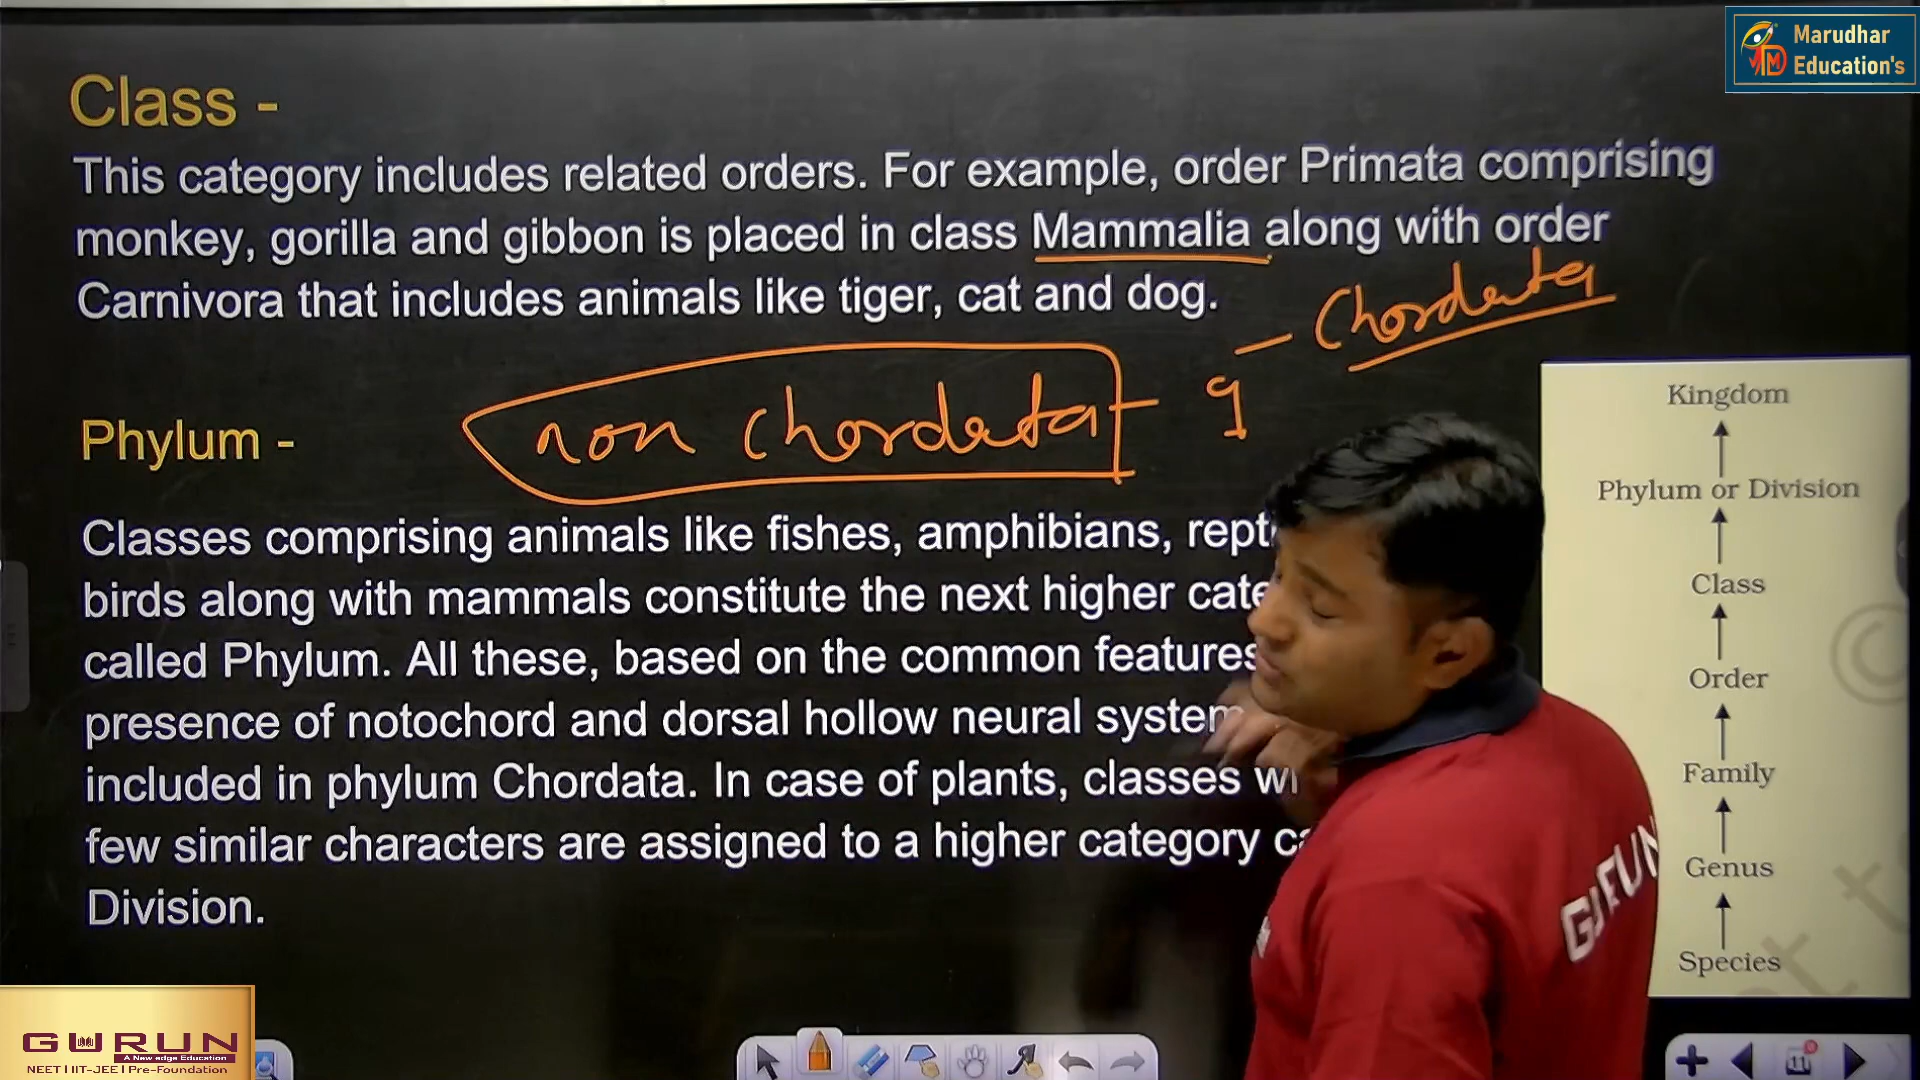 Marudhar
Education's
Class -
This category includes related orders. For example, order Primata comprising
monkey, gorilla and gibbon is placed in class Mammalia along with order
Carnivora that includes animals like tiger, cat and dog.
- Chordata
non chordata - 9
Phylum -
Classes comprising animals like fishes, amphibians,
birds along with mammals constitute the next higher
called Phylum. All these, based on the common features
presence of notochord and dorsal hollow neural system
included in phylum Chordata. In case of plants, classes
few similar characters are assigned to a higher category
Division.
Kingdom
Phylum or Division
Class
Order
Family
Genus
Species
GURUN
A New edge Education
NEET | IIT-JEE | Pre-Foundation
11